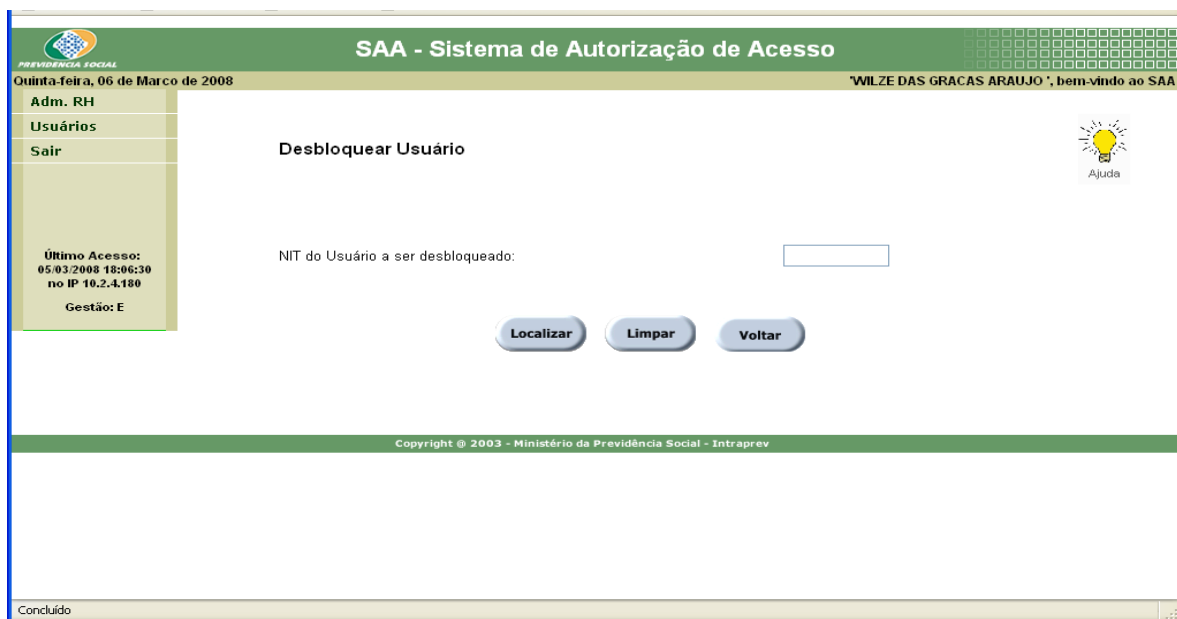 PREVIDENCIA SOCIAL
SAA - Sistema de Autorização de Acesso
Quinta-feira, 06 de Marco de 2008
'WILZE DAS GRACAS ARAUJO ', bem-vindo ao SAA
Adm. RH
Usuários
Sair
Desbloquear Usuário
Ajuda
Último Acesso:
05/03/2008 18:06:30
no IP 10.2.4.180
Gestão: E
NIT do Usuário a ser desbloqueado:
Localizar Limpar Voltar
Copyright @ 2003 - Ministério da Previdência Social - Intraprev
Concluído